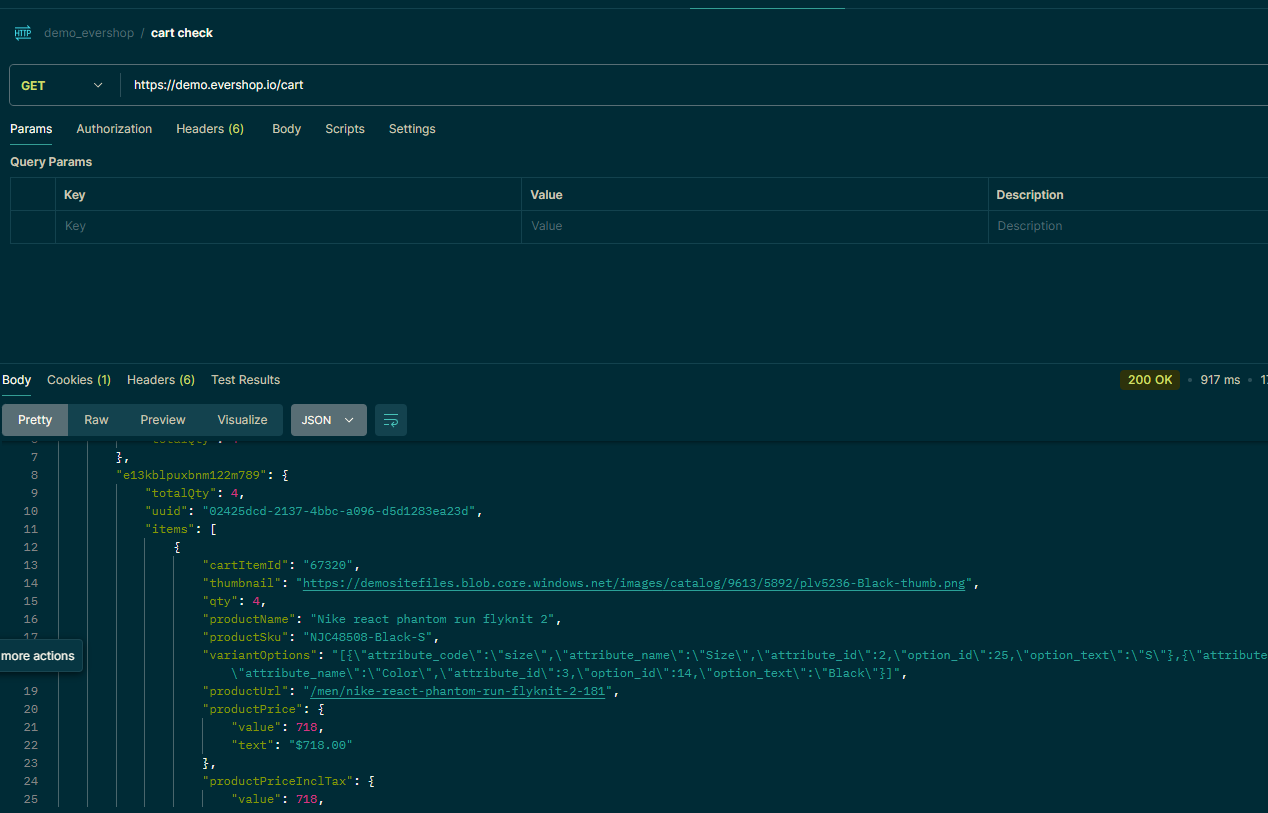 HTTP demo_evershop / cart check
GET https://demo.evershop.io/cart
Params Authorization Headers (6) Body Scripts Settings
Query Params
Key Value Description
Key Value Description
Body Cookies (1) Headers (6) Test Results 200 OK • 917 ms •
Pretty Raw Preview Visualize JSON
7 },
8 "e13kblpuxbnm122m789": {
9 "totalQty": 4,
10 "uuid": "02425dcd-2137-4bbc-a096-d5d1283ea23d",
11 "items": [
12 {
13 "cartItemId": "67320",
14 "thumbnail": "https://demositefiles.blob.core.windows.net/images/catalog/9613/5892/plv5236-Black-thumb.png",
15 "qty": 4,
16 "productName": "Nike react phantom run flyknit 2",
17 "productSku": "NJC48508-Black-S",
more actions "variantOptions": "[{\"attribute_code\":\"size\",\"attribute_name\":\"Size\",\"attribute_id\":2,\"option_id\":25,\"option_text\":\"S\"},{\"attribute
\"attribute_name\":\"Color\",\"attribute_id\":3,\"option_id\":14,\"option_text\":\"Black\"}]",
19 "productUrl": "/men/nike-react-phantom-run-flyknit-2-181",
20 "productPrice": {
21 "value": 718,
22 "text": "$718.00"
23 },
24 "productPriceInclTax": {
25 "value": 718,